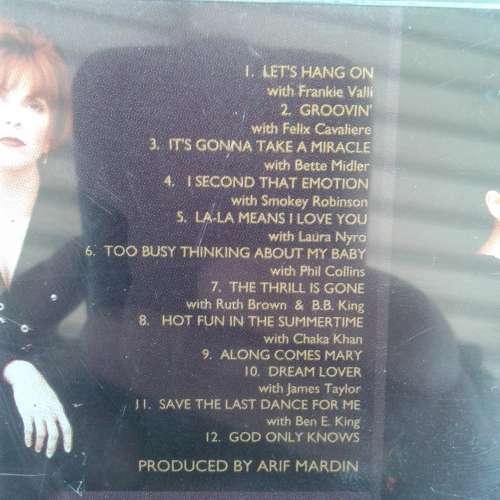 1. LET'S HANG ON
with Frankie Valli
2. GROOVIN'
with Felix Cavaliere
3. IT'S GONNA TAKE A MIRACLE
with Bette Midler
4. I SECOND THAT EMOTION
with Smokey Robinson
5. LA-LA MEANS I LOVE YOU
with Laura Nyro
6. TOO BUSY THINKING ABOUT MY BABY
with Phil Collins
7. THE THRILL IS GONE
with Ruth Brown & B.B. King
8. HOT FUN IN THE SUMMERTIME
with Chaka Khan
9. ALONG COMES MARY
10. DREAM LOVER
with James Taylor
11. SAVE THE LAST DANCE FOR ME
with Ben E. King
12. GOD ONLY KNOWS
PRODUCED BY ARIF MARDIN